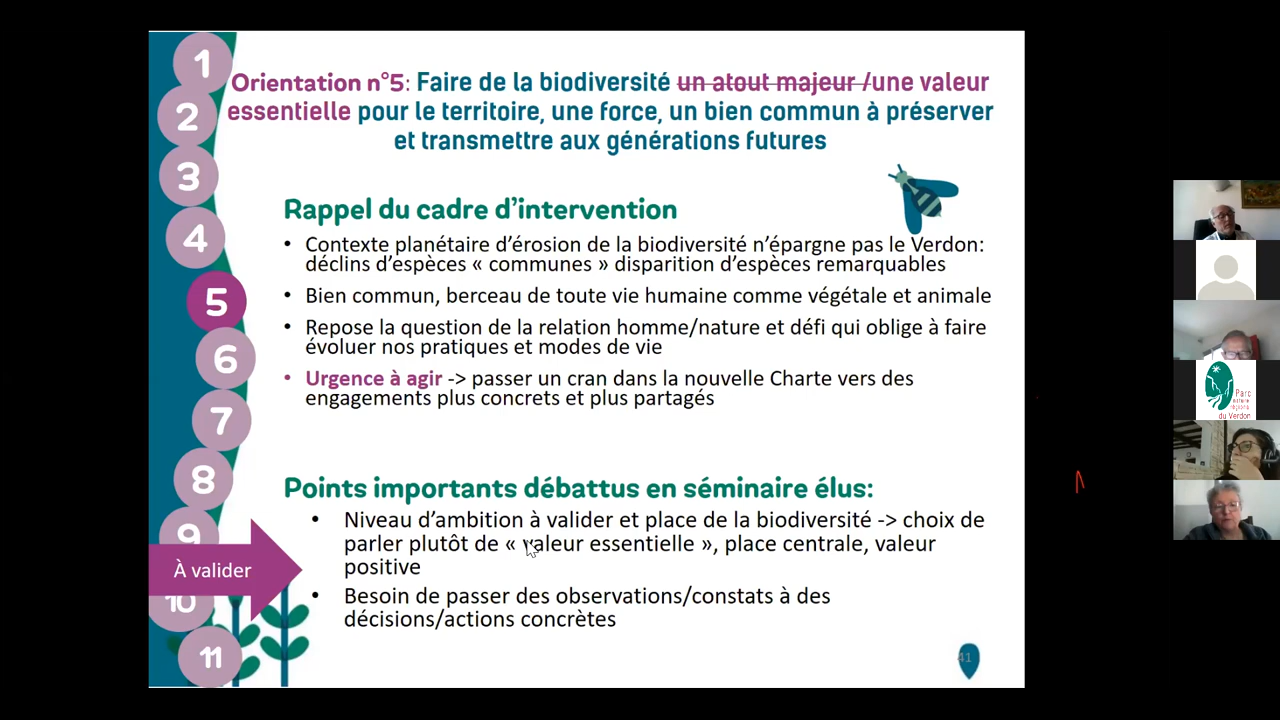 1
2
3
4
5
6
7
8
9
10
11
Orientation n°5: Faire de la biodiversité un atout majeur /une valeur
essentielle pour le territoire, une force, un bien commun à préserver
et transmettre aux générations futures
Rappel du cadre d'intervention
• Contexte planétaire d'érosion de la biodiversité n'épargne pas le Verdon:
déclins d'espèces « communes » disparition d'espèces remarquables
• Bien commun, berceau de toute vie humaine comme végétale et animale
• Repose la question de la relation homme/nature et défi qui oblige à faire
évoluer nos pratiques et modes de vie
• Urgence à agir -> passer un cran dans la nouvelle Charte vers des
engagements plus concrets et plus partagés
Points importants débattus en séminaire élus:
• Niveau d'ambition à valider et place de la biodiversité -> choix de
parler plutôt de « valeur essentielle », place centrale, valeur
positive
• Besoin de passer des observations/constats à des
décisions/actions concrètes
À valider
41
Parc
naturel
régional
du Verdon